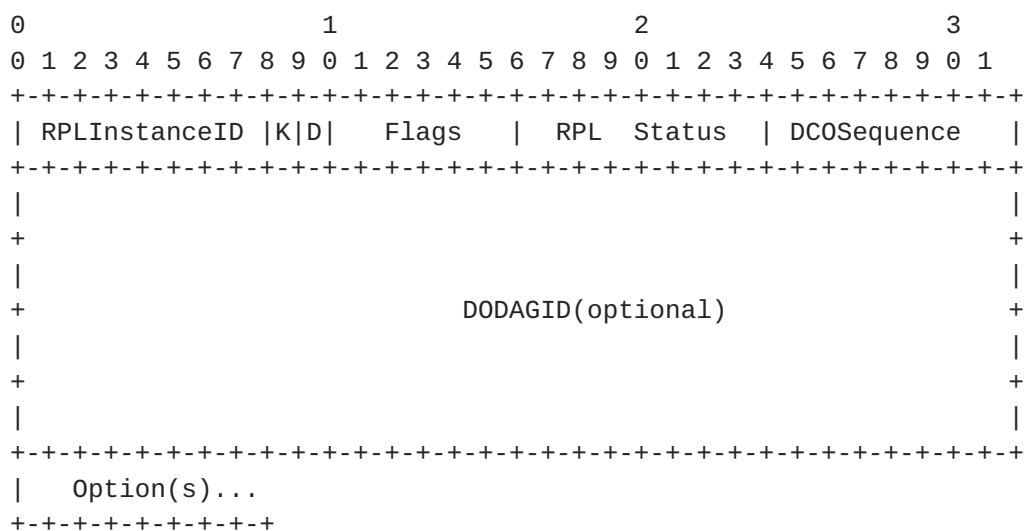 0                   1                   2                   3
0 1 2 3 4 5 6 7 8 9 0 1 2 3 4 5 6 7 8 9 0 1 2 3 4 5 6 7 8 9 0 1
+-+-+-+-+-+-+-+-+-+-+-+-+-+-+-+-+-+-+-+-+-+-+-+-+-+-+-+-+-+-+-+-+
| RPLInstanceID |K|D|   Flags   |  RPL  Status  | DCOSequence   |
+-+-+-+-+-+-+-+-+-+-+-+-+-+-+-+-+-+-+-+-+-+-+-+-+-+-+-+-+-+-+-+-+
|                                                               |
+                                                               +
|                                                               |
+                            DODAGID(optional)                  +
|                                                               |
+                                                               +
|                                                               |
+-+-+-+-+-+-+-+-+-+-+-+-+-+-+-+-+-+-+-+-+-+-+-+-+-+-+-+-+-+-+-+-+
|   Option(s)...
+-+-+-+-+-+-+-+-+